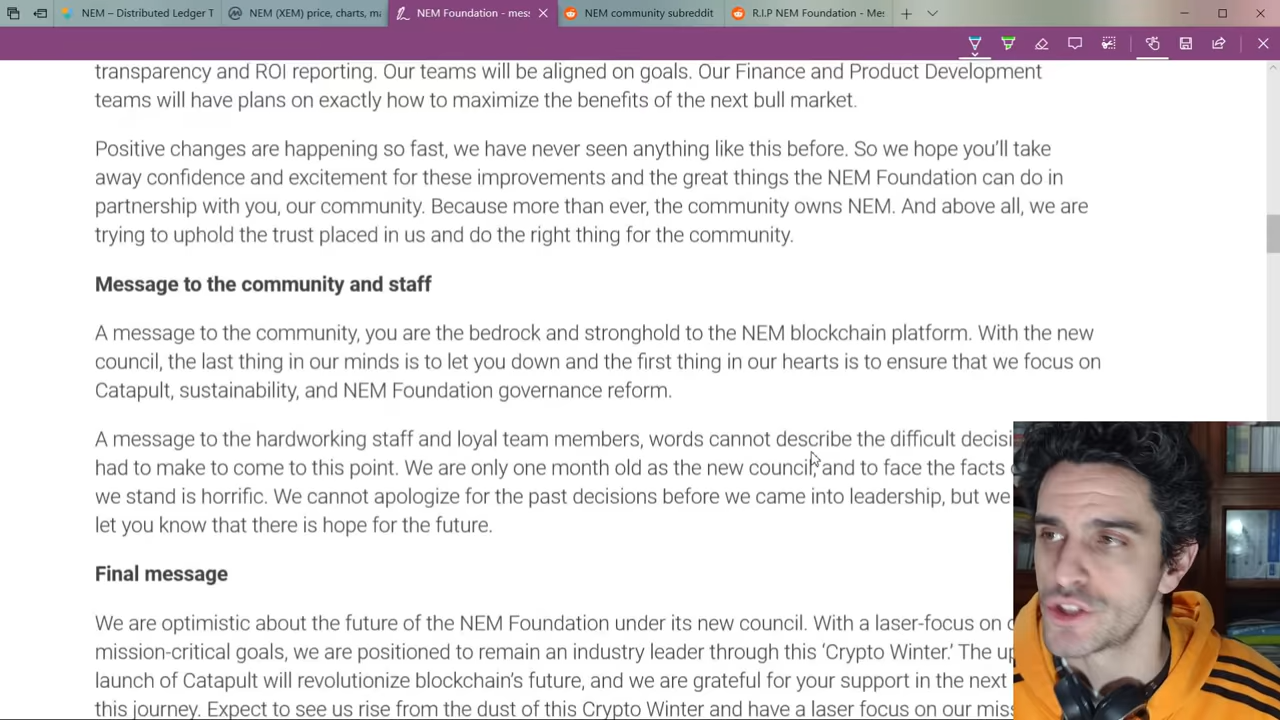 NEM – Distributed Ledger T
NEM (XEM) price, charts, ma
NEM Foundation - mess
NEM community subreddit
R.I.P NEM Foundation - Mes
transparency and ROI reporting. Our teams will be aligned on goals. Our Finance and Product Development
teams will have plans on exactly how to maximize the benefits of the next bull market.
Positive changes are happening so fast, we have never seen anything like this before. So we hope you’ll take
away confidence and excitement for these improvements and the great things the NEM Foundation can do in
partnership with you, our community. Because more than ever, the community owns NEM. And above all, we are
trying to uphold the trust placed in us and do the right thing for the community.
Message to the community and staff
A message to the community, you are the bedrock and stronghold to the NEM blockchain platform. With the new
council, the last thing in our minds is to let you down and the first thing in our hearts is to ensure that we focus on
Catapult, sustainability, and NEM Foundation governance reform.
A message to the hardworking staff and loyal team members, words cannot describe the difficult decisi
had to make to come to this point. We are only one month old as the new council, and to face the facts
we stand is horrific. We cannot apologize for the past decisions before we came into leadership, but we
let you know that there is hope for the future.
Final message
We are optimistic about the future of the NEM Foundation under its new council. With a laser-focus on
mission-critical goals, we are positioned to remain an industry leader through this ‘Crypto Winter.’ The up
launch of Catapult will revolutionize blockchain’s future, and we are grateful for your support in the next
this journey. Expect to see us rise from the dust of this Crypto Winter and have a laser focus on our miss